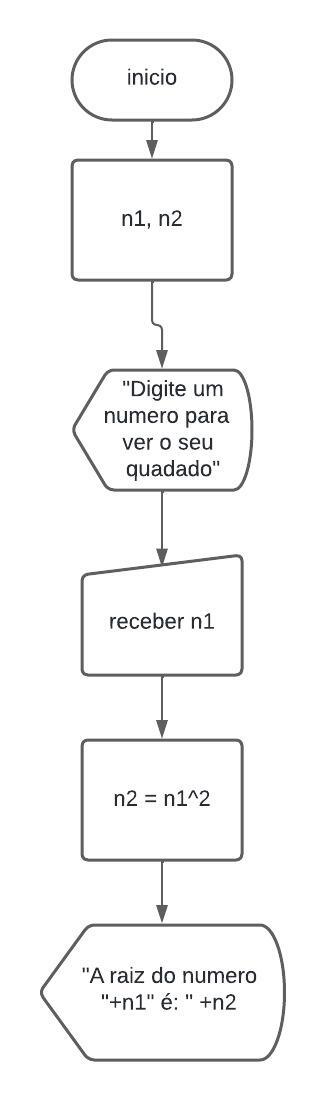 inicio
n1, n2
"Digite um
numero para
ver o seu
quadado"
receber n1
n2 = n1^2
"A raiz do numero
"+n1" é: " +n2